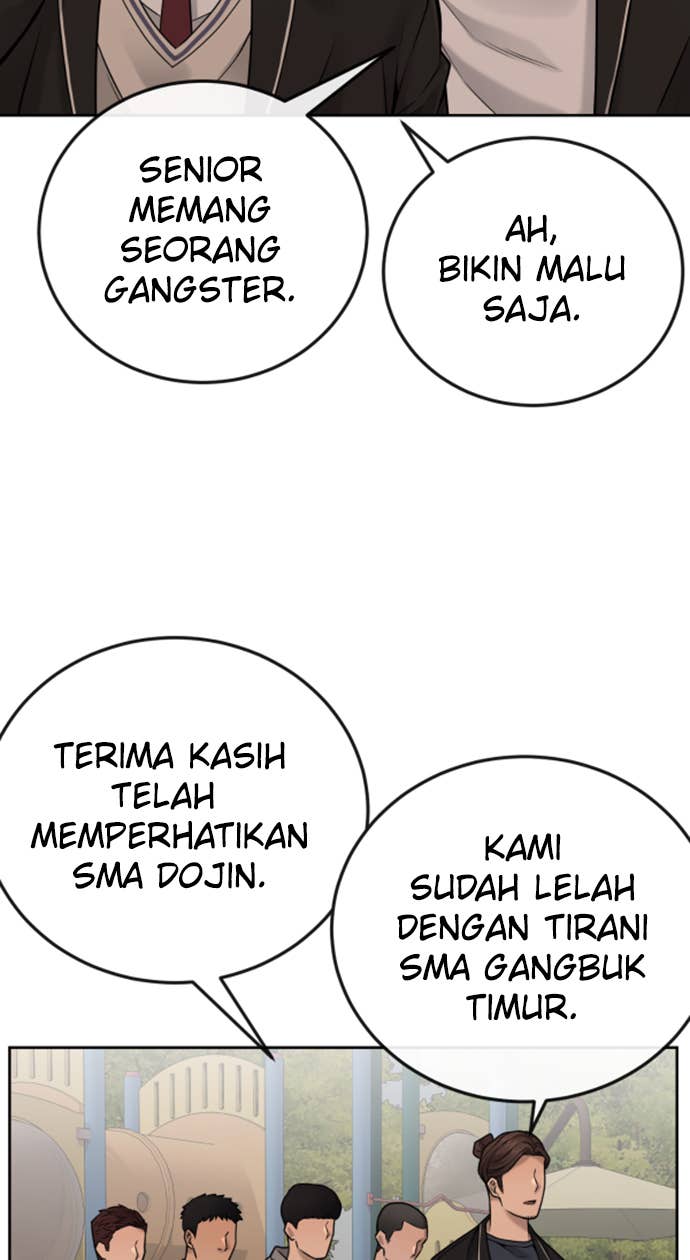 SENIOR
MEMANG
SEORANG
GANGSTER.
AH,
BIKIN MALU
SAJA.
TERIMA KASIH
TELAH
MEMPERHATIKAN
SMA DOJIN.
KAMI
SUDAH LELAH
DENGAN TIRANI
SMA GANGBUK
TIMUR.